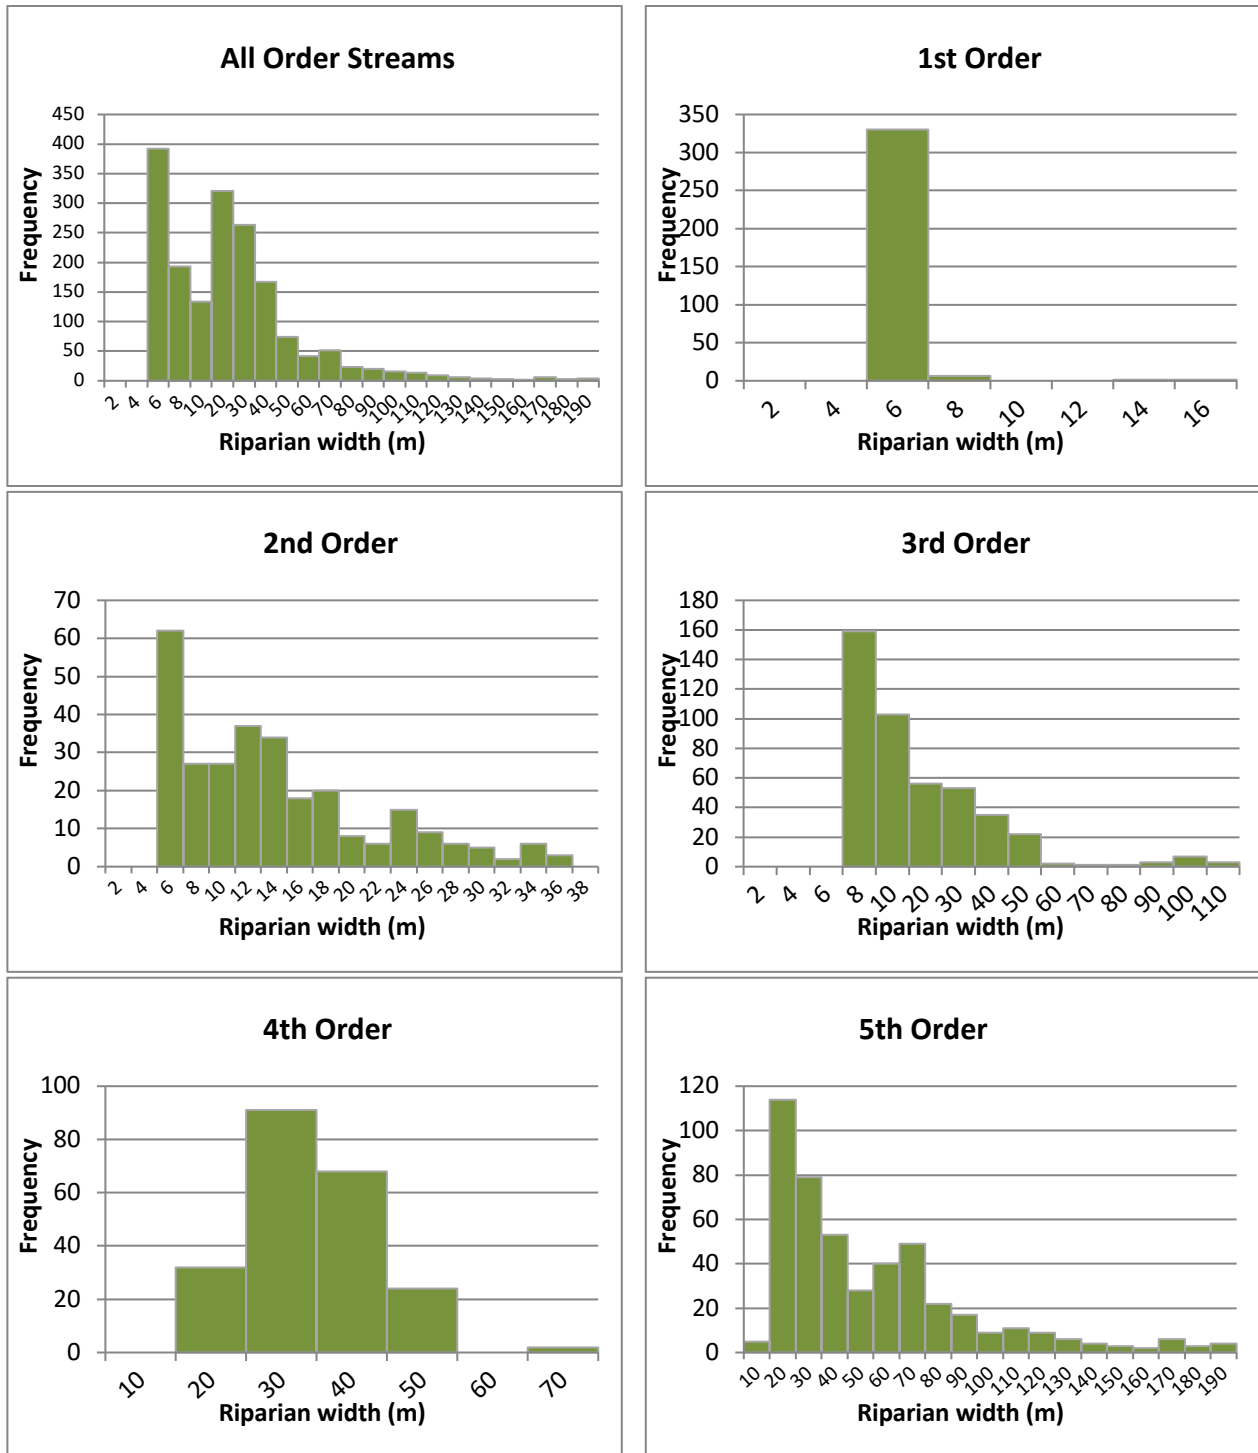 All Order Streams
450
400
350
300
250
200
150
100
50
0
Frequency
2 4 6 8 10 20 30 40 50 60 70 80 90 100 110 120 130 140 150 160 170 180 190
Riparian width (m)
1st Order
350
300
250
200
150
100
50
0
Frequency
2 4 6 8 10 12 14 16
Riparian width (m)
2nd Order
70
60
50
40
30
20
10
0
Frequency
2 4 6 8 10 12 14 16 18 20 22 24 26 28 30 32 34 36 38
Riparian width (m)
3rd Order
180
160
140
120
100
80
60
40
20
0
Frequency
2 4 6 8 10 20 30 40 50 60 70 80 90 100 110
Riparian width (m)
4th Order
100
80
60
40
20
0
Frequency
10 20 30 40 50 60 70
Riparian width (m)
5th Order
120
100
80
60
40
20
0
Frequency
10 20 30 40 50 60 70 80 90 100 110 120 130 140 150 160 170 180 190
Riparian width (m)